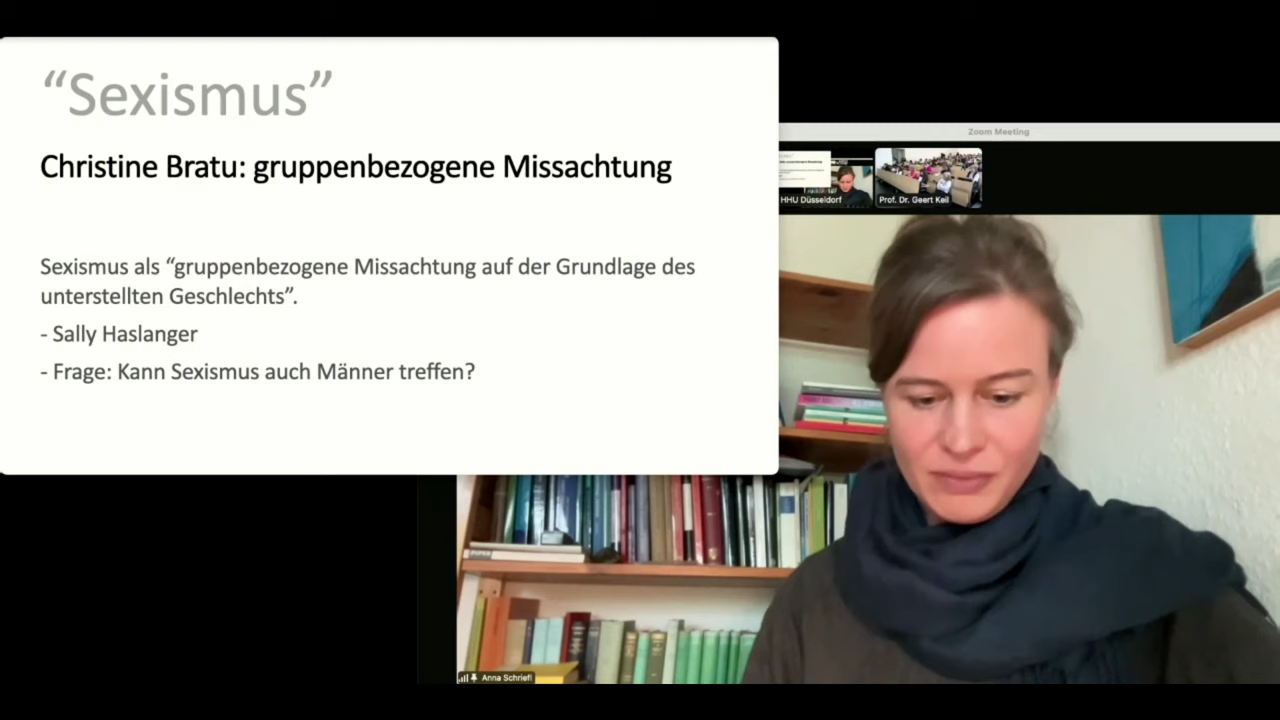 “Sexismus”
Christine Bratu: gruppenbezogene Missachtung
Sexismus als “gruppenbezogene Missachtung auf der Grundlage des
unterstellten Geschlechts”.
- Sally Haslanger
- Frage: Kann Sexismus auch Männer treffen?
Zoom Meeting
HHU Düsseldorf
Prof. Dr. Geert Keil
Anna Schriefl